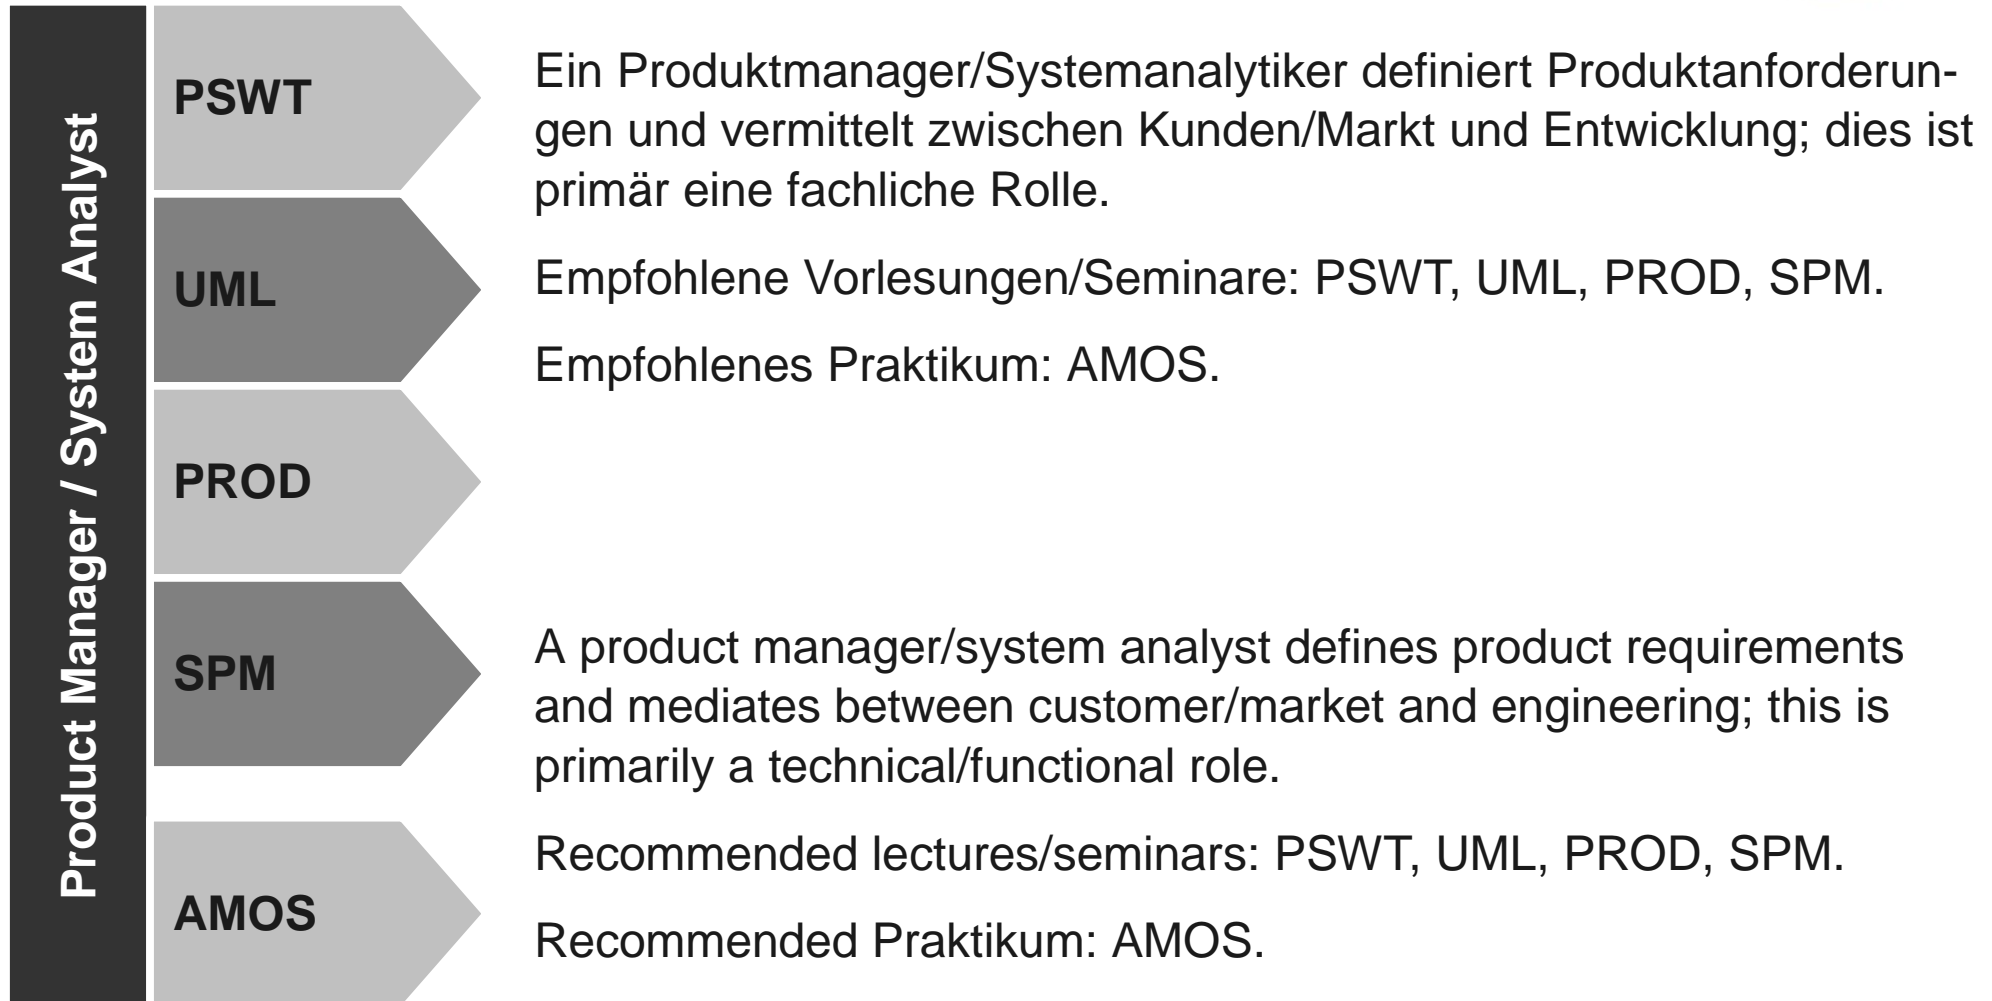 Product Manager / System Analyst
PSWT
UML
PROD
SPM
AMOS
Ein Produktmanager/Systemanalytiker definiert Produktanforderun-
gen und vermittelt zwischen Kunden/Markt und Entwicklung; dies ist
primär eine fachliche Rolle.
Empfohlene Vorlesungen/Seminare: PSWT, UML, PROD, SPM.
Empfohlenes Praktikum: AMOS.
A product manager/system analyst defines product requirements
and mediates between customer/market and engineering; this is
primarily a technical/functional role.
Recommended lectures/seminars: PSWT, UML, PROD, SPM.
Recommended Praktikum: AMOS.